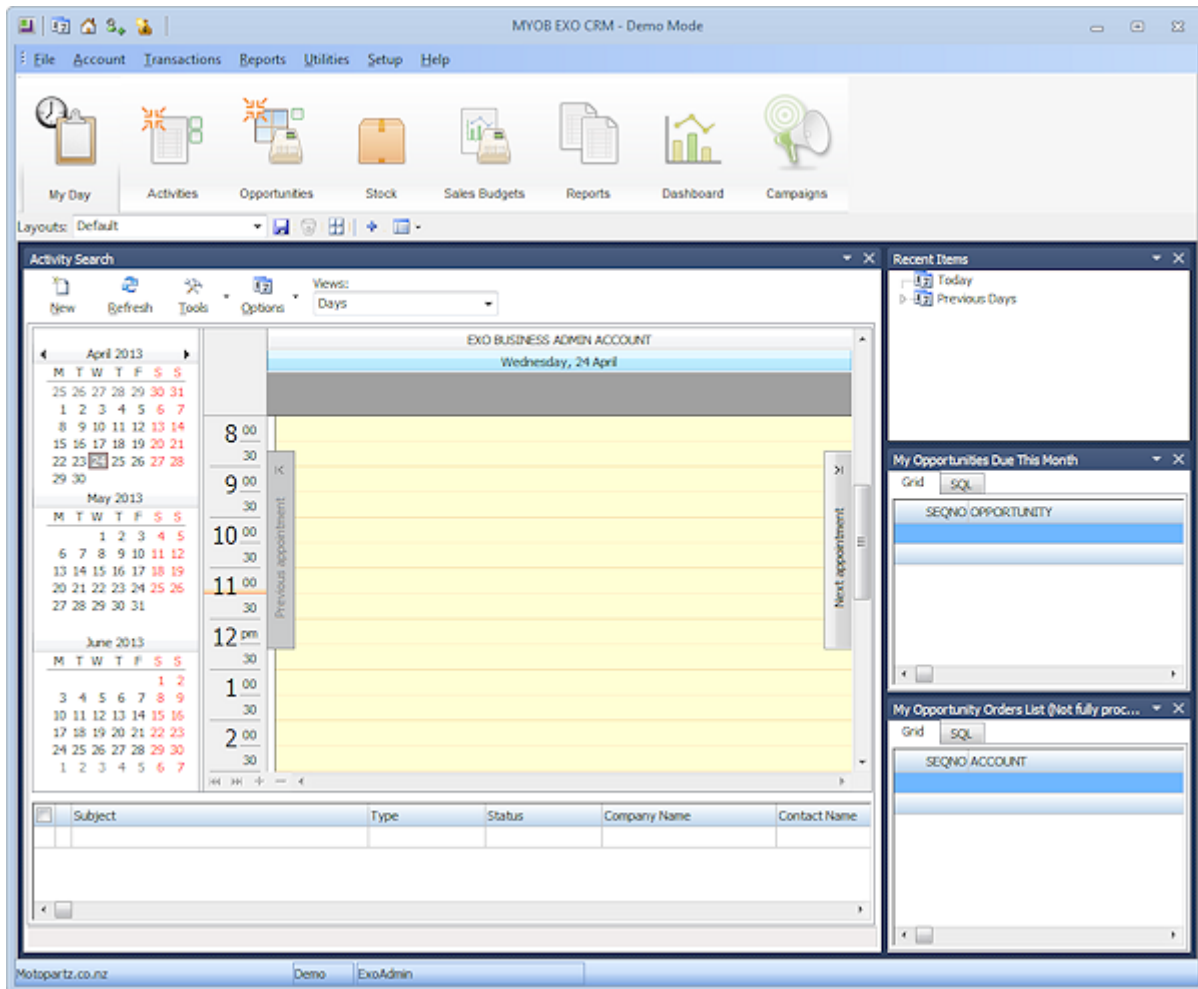 MYOB EXO CRM - Demo Mode
File Account Transactions Reports Utilities Setup Help
My Day Activities Opportunities Stock Sales Budgets Reports Dashboard Campaigns
Layouts: Default
Activity Search
New Refresh Tools Options Views: Days
April 2013
M T W T F S S
25 26 27 28 29 30 31
1 2 3 4 5 6 7
8 9 10 11 12 13 14
15 16 17 18 19 20 21
22 23 24 25 26 27 28
29 30
May 2013
M T W T F S S
1 2 3 4 5
6 7 8 9 10 11 12
13 14 15 16 17 18 19
20 21 22 23 24 25 26
27 28 29 30 31
June 2013
M T W T F S S
1 2
3 4 5 6 7 8 9
10 11 12 13 14 15 16
17 18 19 20 21 22 23
24 25 26 27 28 29 30
1 2 3 4 5 6 7
EXO BUSINESS ADMIN ACCOUNT
Wednesday, 24 April
8 00
30
9 00
30
10 00
30
11 00
30
12 pm
30
1 00
30
2 00
30
Previous appointment
Next appointment
Subject Type Status Company Name Contact Name
Recent Items
Today
Previous Days
My Opportunities Due This Month
Grid SQL
SEQNO OPPORTUNITY
My Opportunity Orders List (Not fully proc...
Grid SQL
SEQNO ACCOUNT
Motopartz.co.nz Demo ExoAdmin